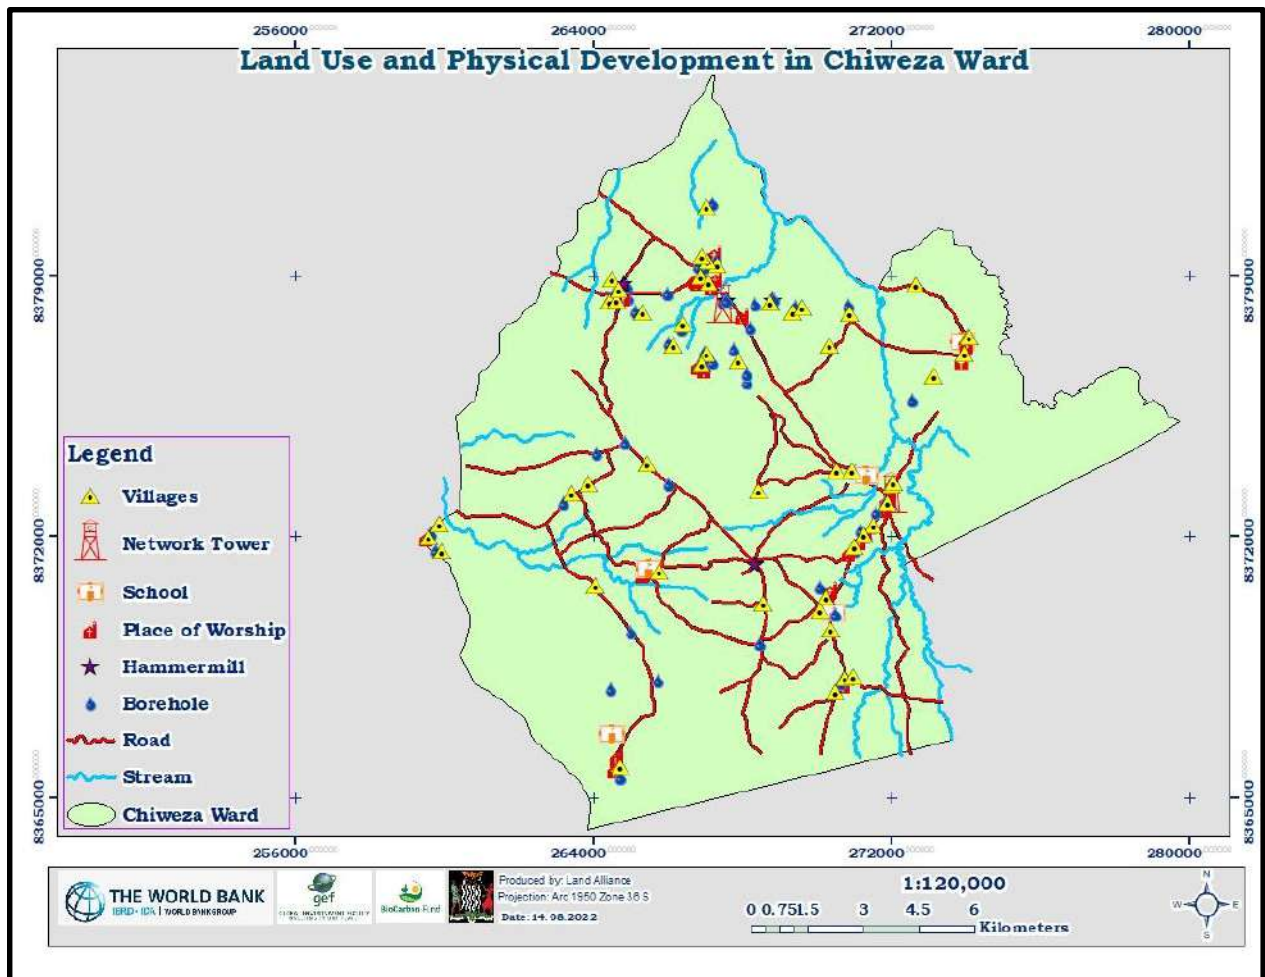 256000 264000 272000 280000
Land Use and Physical Development in Chiweza Ward
8379000
8379000
8372000
8372000
8365000
8365000
Legend
Villages
Network Tower
School
Place of Worship
Hammermill
Borehole
Road
Stream
Chiweza Ward
256000 264000 272000 280000
THE WORLD BANK
IBRD • IDA | WORLD BANK GROUP
gef
BioCarbon Fund
Produced by: Land Alliance
Projection: Arc 1950 Zone 36 S
Date: 14.08.2022
1:120,000
0 0.75 1.5 3 4.5 6
Kilometers
N
W E
S